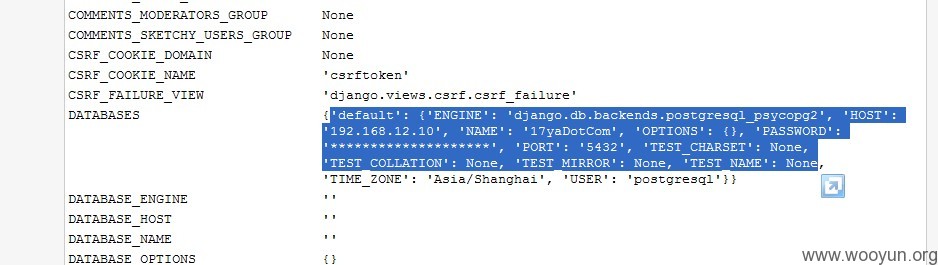 COMMENTS_MODERATORS_GROUP None
COMMENTS_SKETCHY_USERS_GROUP None
CSRF_COOKIE_DOMAIN None
CSRF_COOKIE_NAME 'csrftoken'
CSRF_FAILURE_VIEW 'django.views.csrf.csrf_failure'
DATABASES {'default': {'ENGINE': 'django.db.backends.postgresql_psycopg2', 'HOST':
'192.168.12.10', 'NAME': '17yaDotCom', 'OPTIONS': {}, 'PASSWORD':
'********************', 'PORT': '5432', 'TEST_CHARSET': None,
'TEST_COLLATION': None, 'TEST_MIRROR': None, 'TEST_NAME': None,
'TIME_ZONE': 'Asia/Shanghai', 'USER': 'postgresql'}}
DATABASE_ENGINE ''
DATABASE_HOST ''
DATABASE_NAME ''
DATABASE_OPTIONS {}
www.wooyun.org